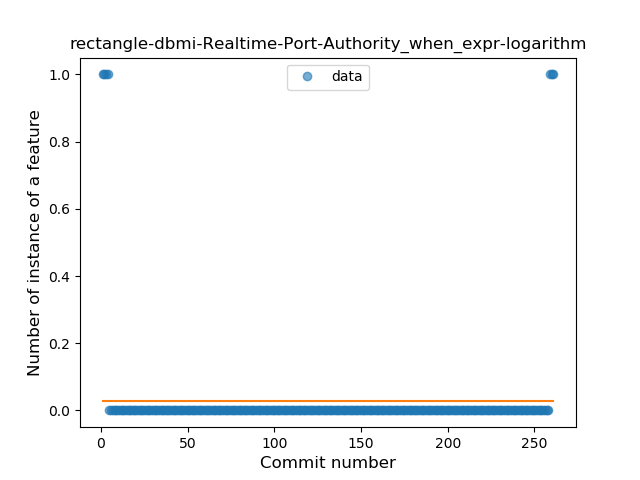 rectangle-dbmi-Realtime-Port-Authority_when_expr-logarithm
data
Number of instance of a feature
1.0
0.8
0.6
0.4
0.2
0.0
0 50 100 150 200 250
Commit number